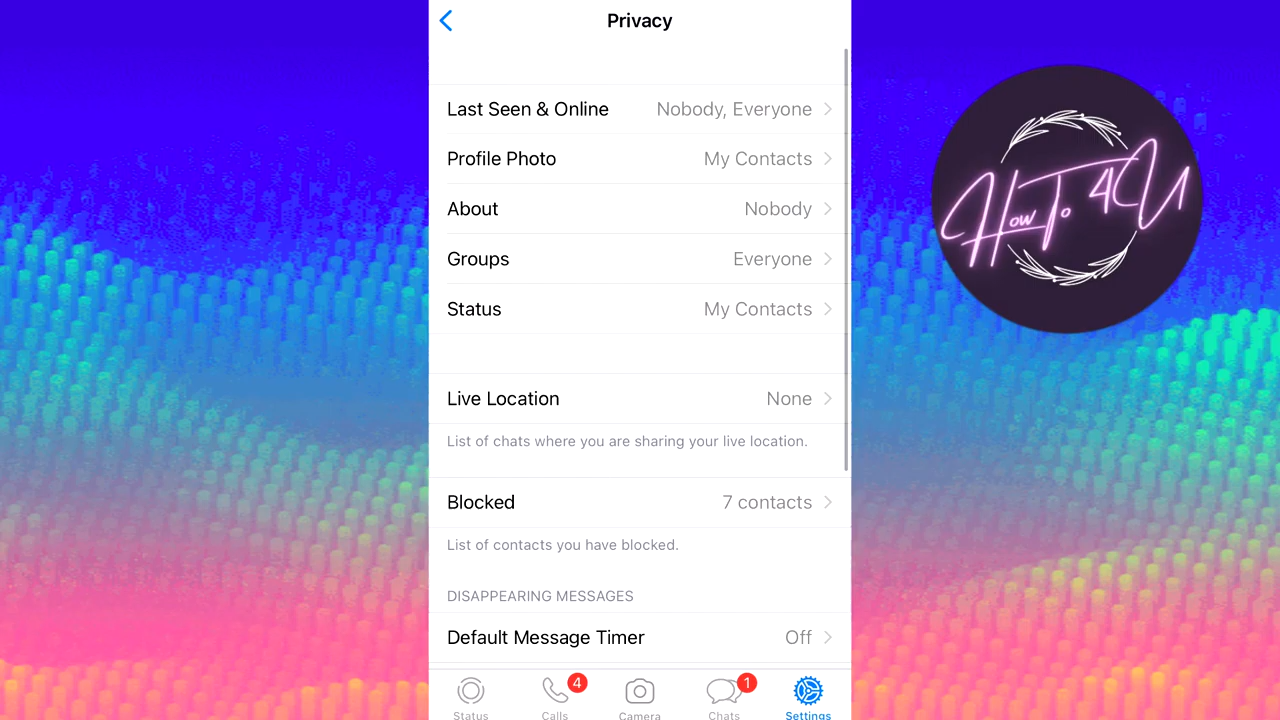 Privacy
Last Seen & Online Nobody, Everyone
Profile Photo My Contacts
About Nobody
Groups Everyone
Status My Contacts
How To 4U
Live Location None
List of chats where you are sharing your live location.
Blocked 7 contacts
List of contacts you have blocked.
DISAPPEARING MESSAGES
Default Message Timer Off
4 1
Status Calls Camera Chats Settings